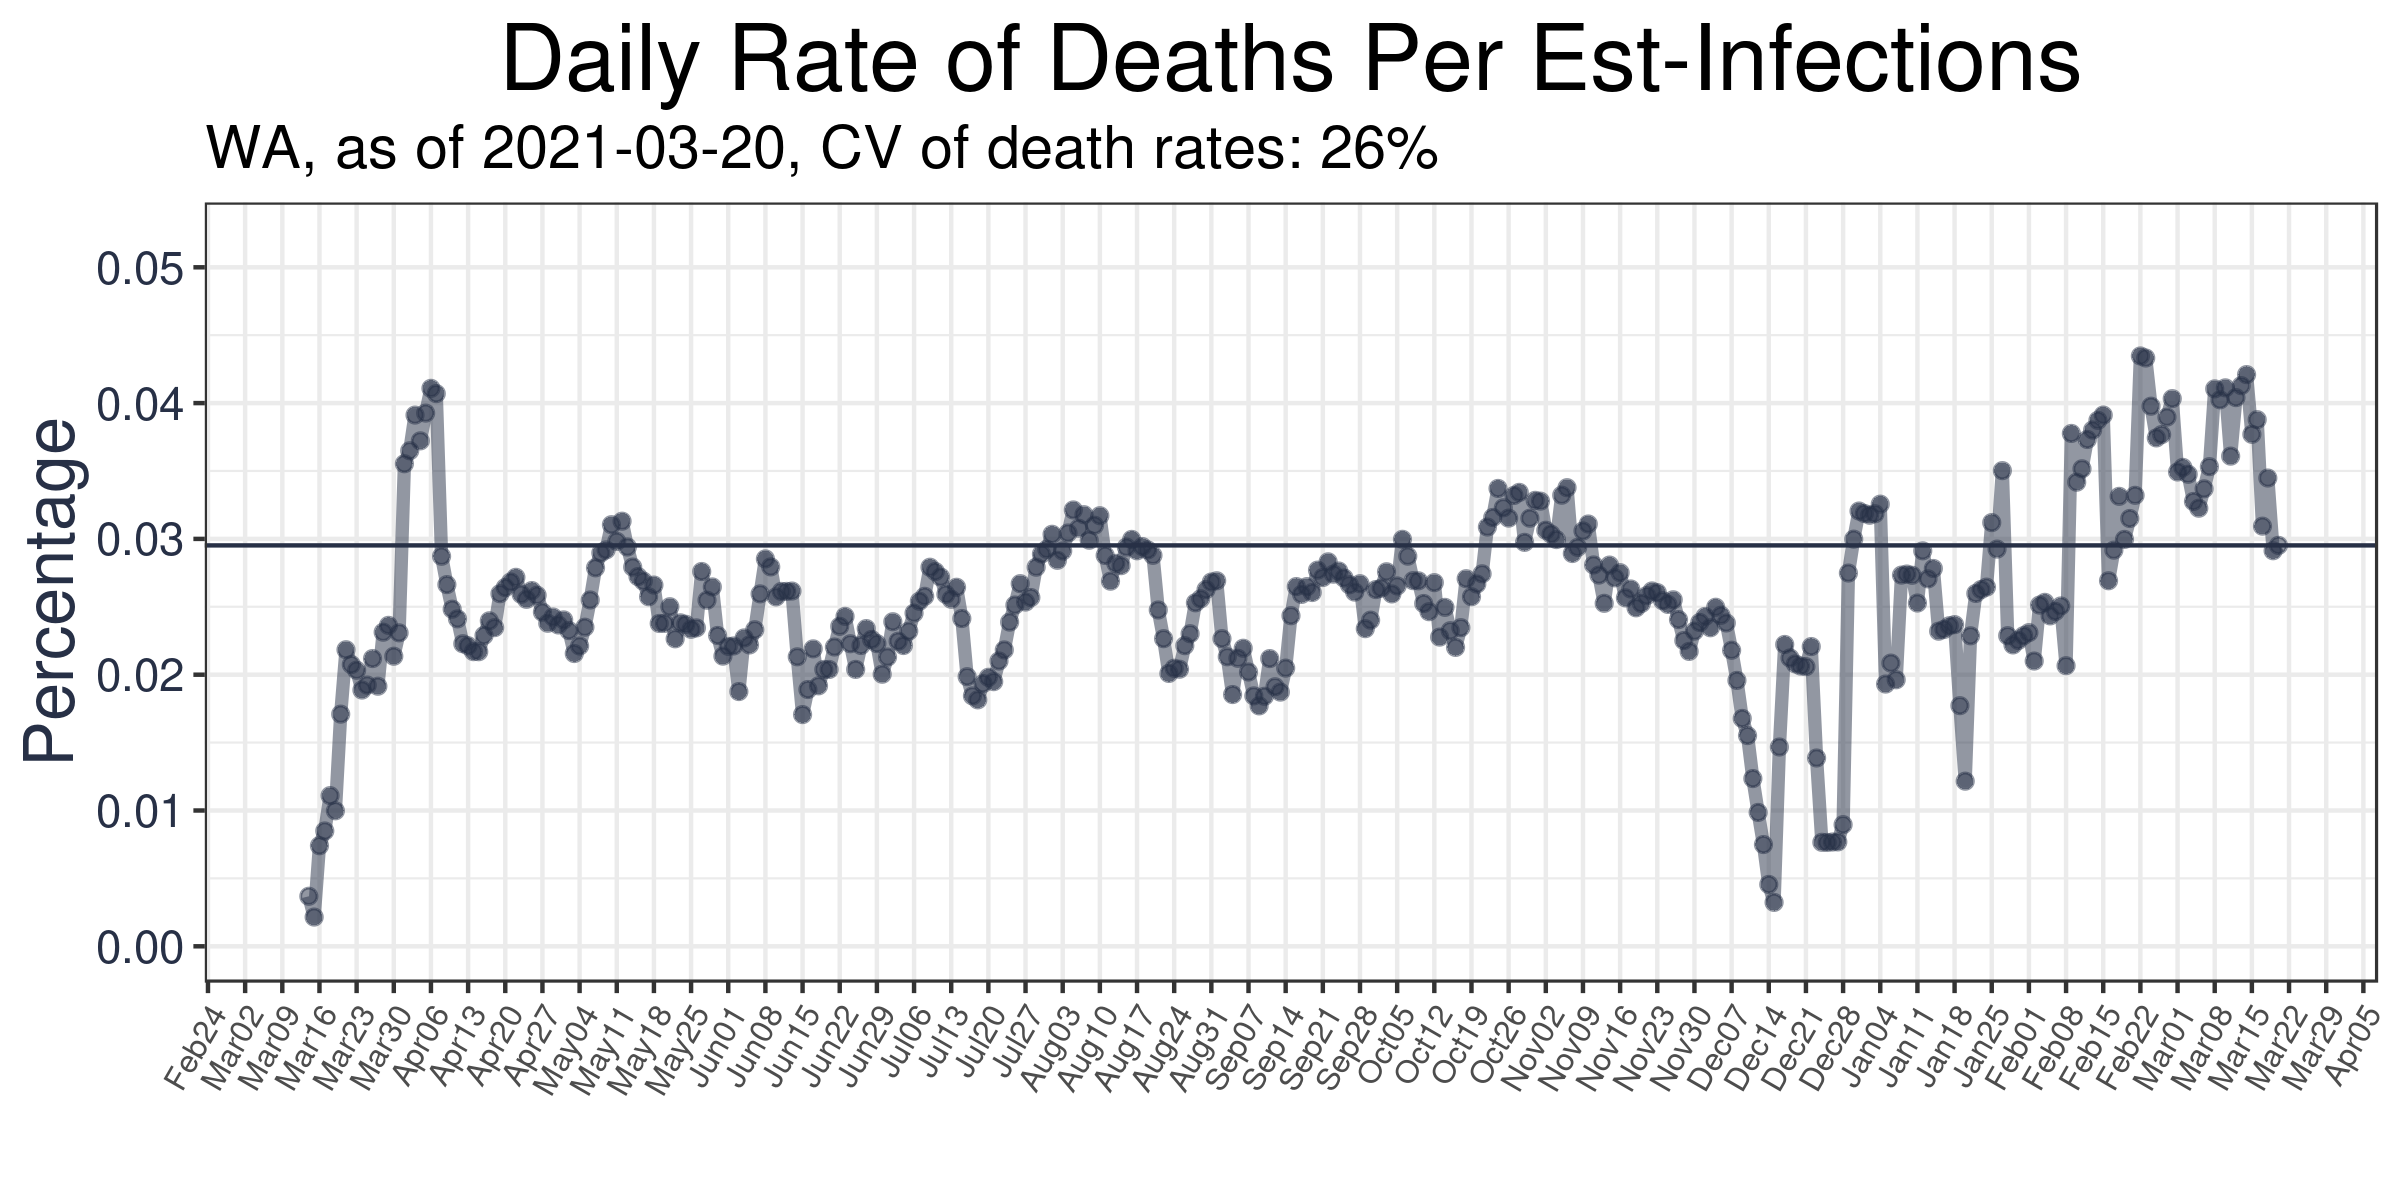 Daily Rate of Deaths Per Est-Infections
WA, as of 2021-03-20, CV of death rates: 26%
Percentage
0.05
0.04
0.03
0.02
0.01
0.00
Feb24
Mar02
Mar09
Mar16
Mar23
Mar30
Apr06
Apr13
Apr20
Apr27
May04
May11
May18
May25
Jun01
Jun08
Jun15
Jun22
Jun29
Jul06
Jul13
Jul20
Jul27
Aug03
Aug10
Aug17
Aug24
Aug31
Sep07
Sep14
Sep21
Sep28
Oct05
Oct12
Oct19
Oct26
Nov02
Nov09
Nov16
Nov23
Nov30
Dec07
Dec14
Dec21
Dec28
Jan04
Jan11
Jan18
Jan25
Feb01
Feb08
Feb15
Feb22
Mar01
Mar08
Mar15
Mar22
Mar29
Apr05